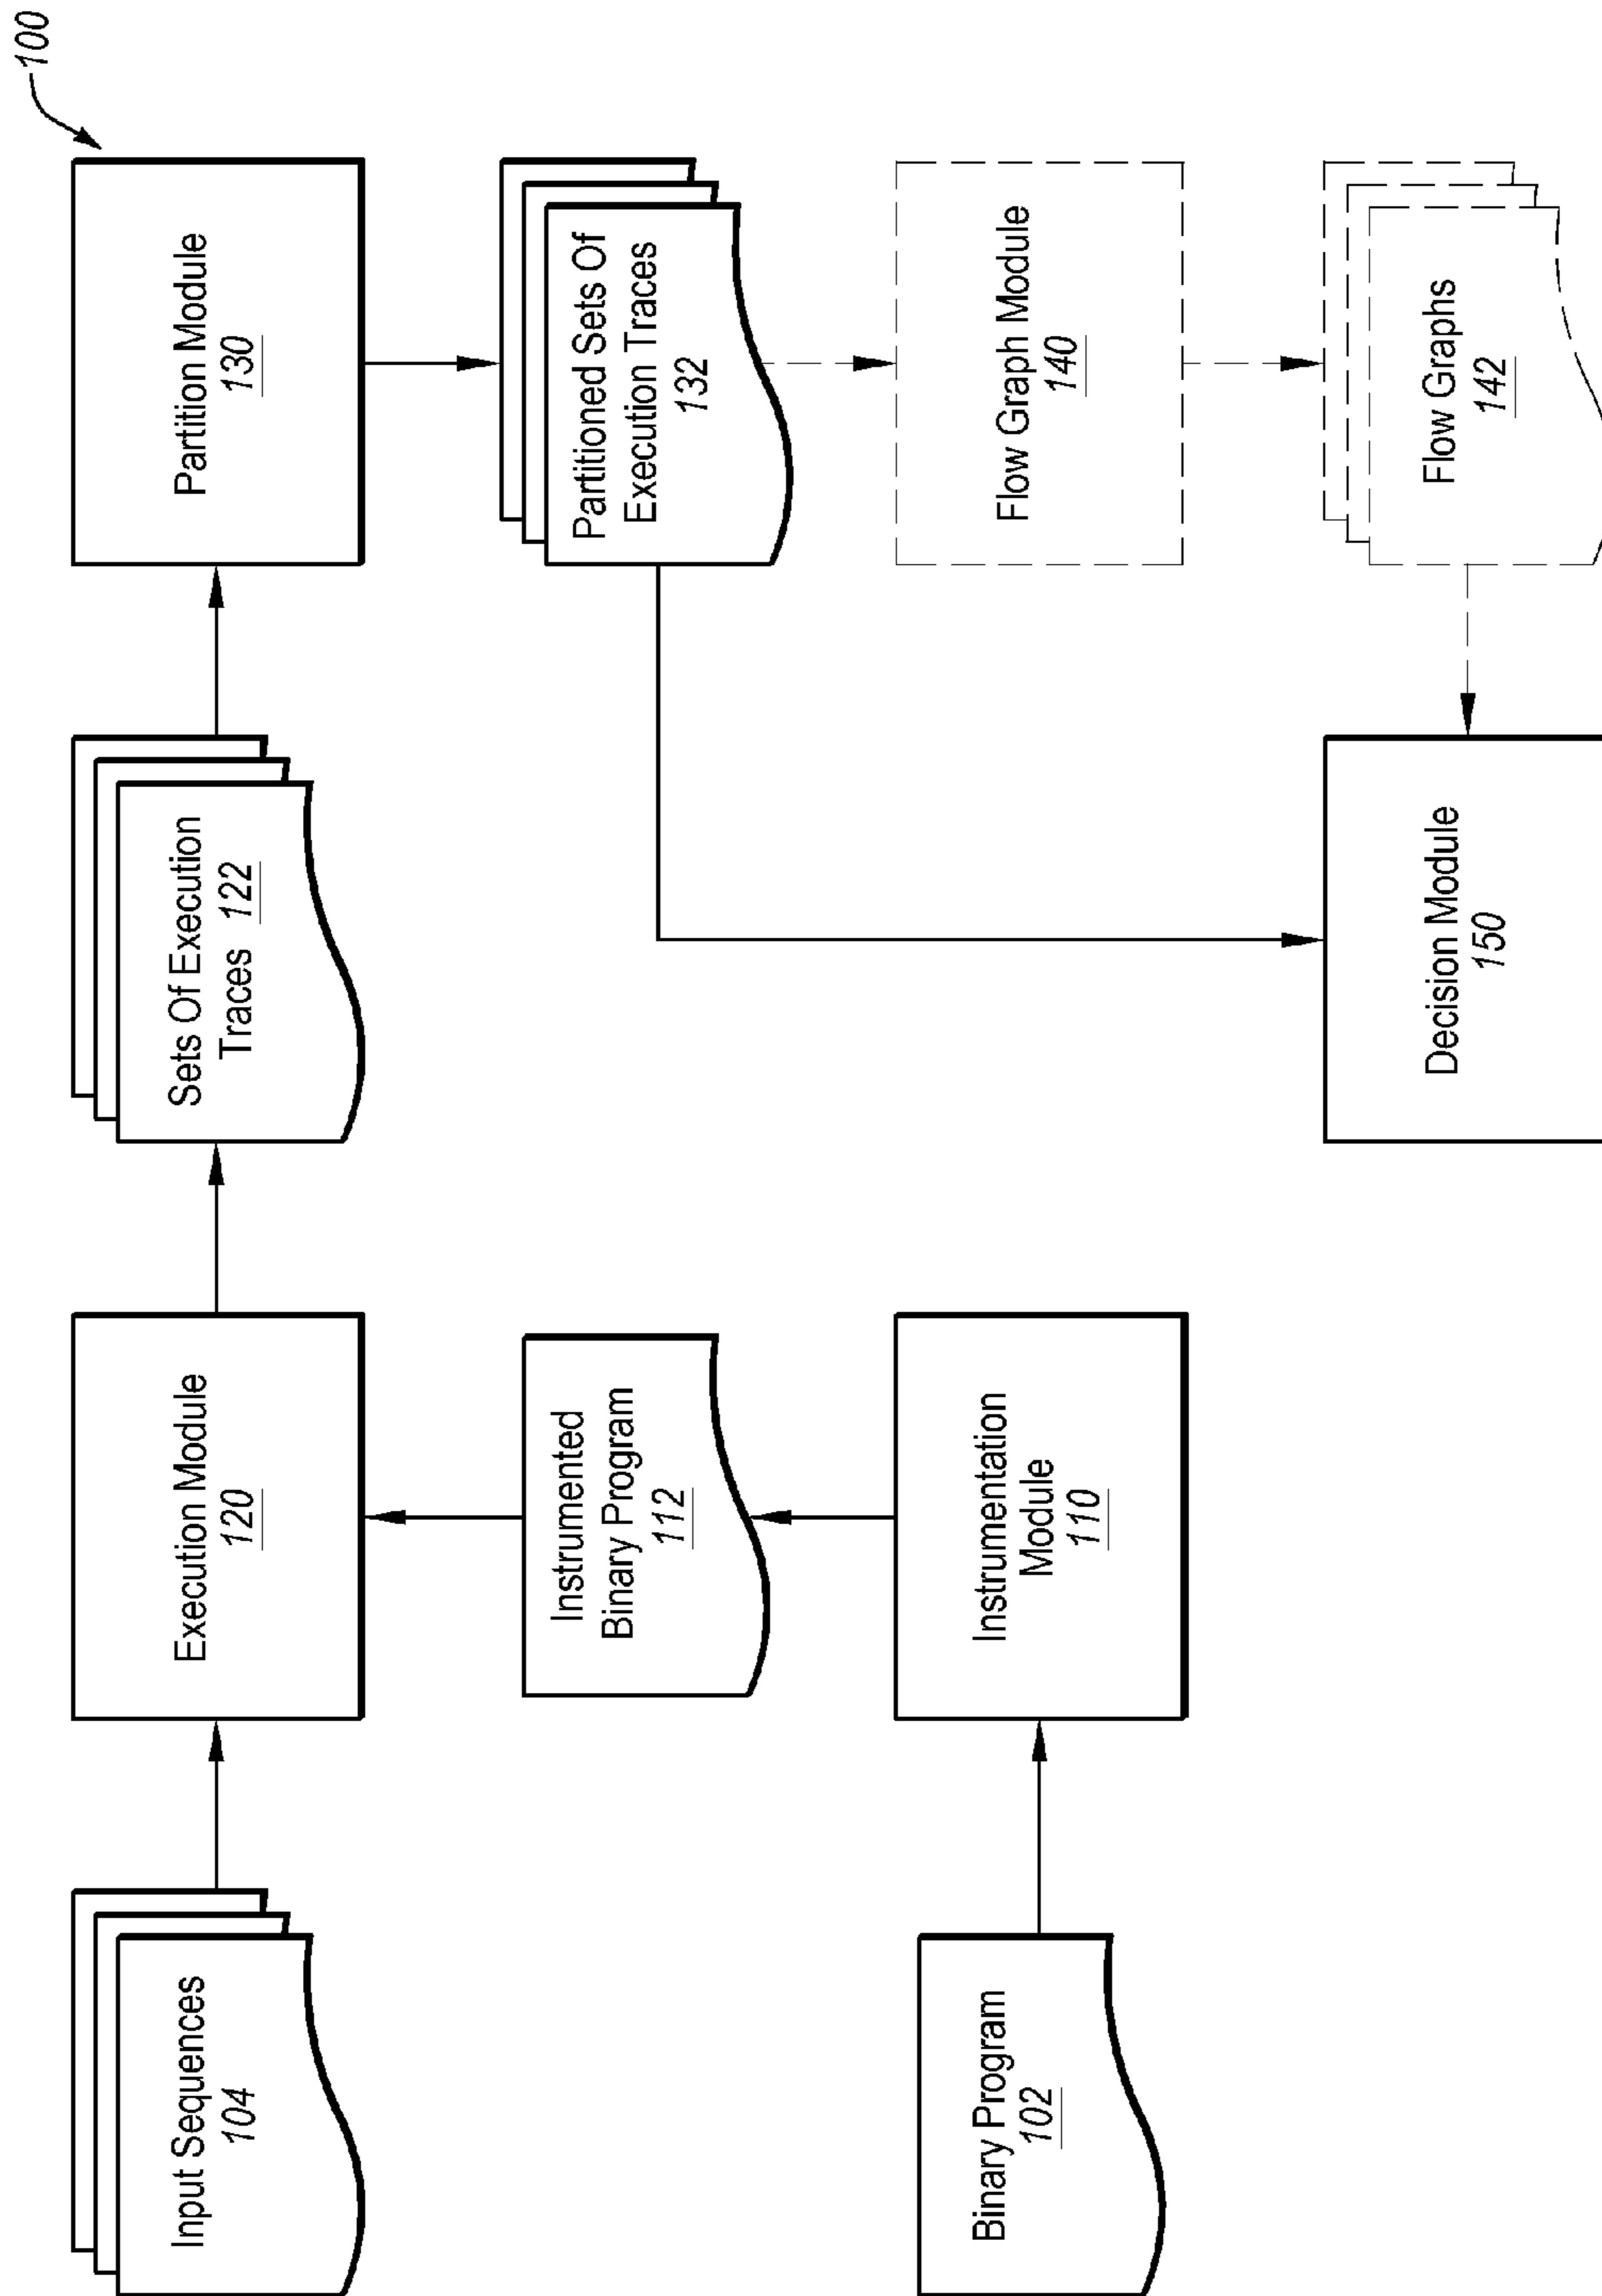 100
Input Sequences
104
Execution Module
120
Sets Of Execution
Traces 122
Partition Module
130
Instrumented
Binary Program
112
Partitioned Sets Of
Execution Traces
132
Binary Program
102
Instrumentation
Module
110
Flow Graph Module
140
Decision Module
150
Flow Graphs
142